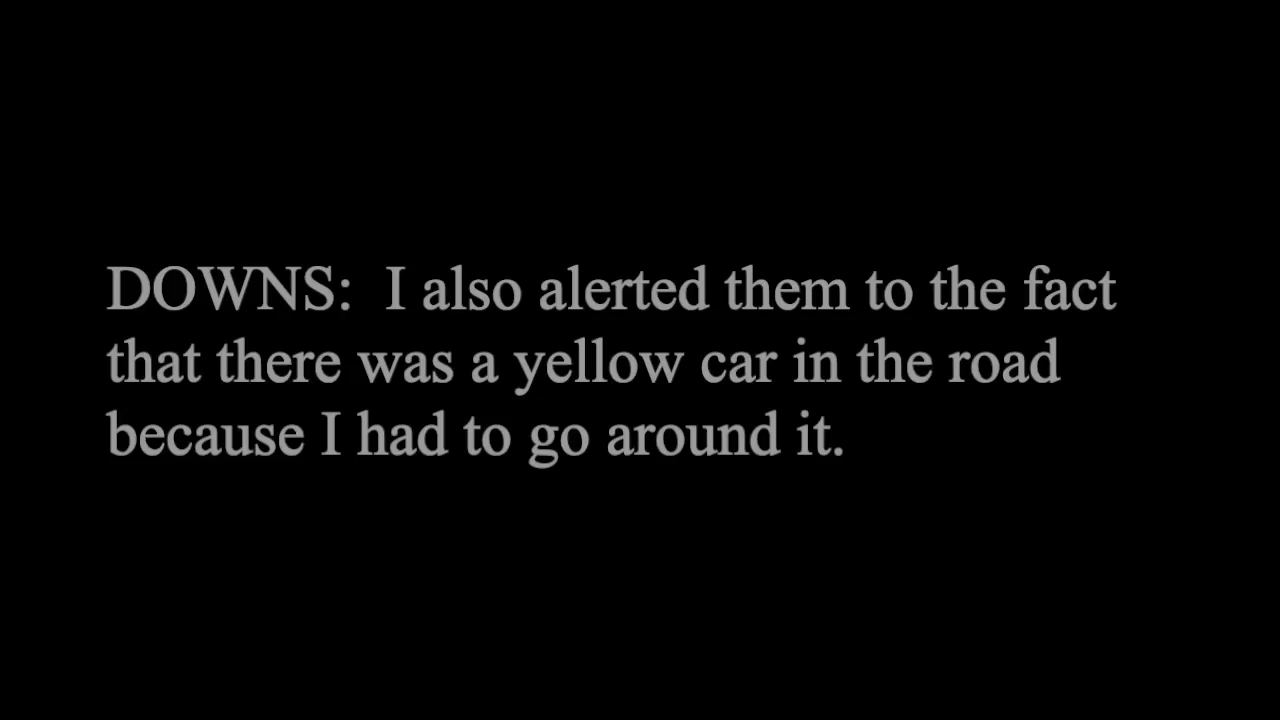 DOWNS:  I also alerted them to the fact
that there was a yellow car in the road
because I had to go around it.